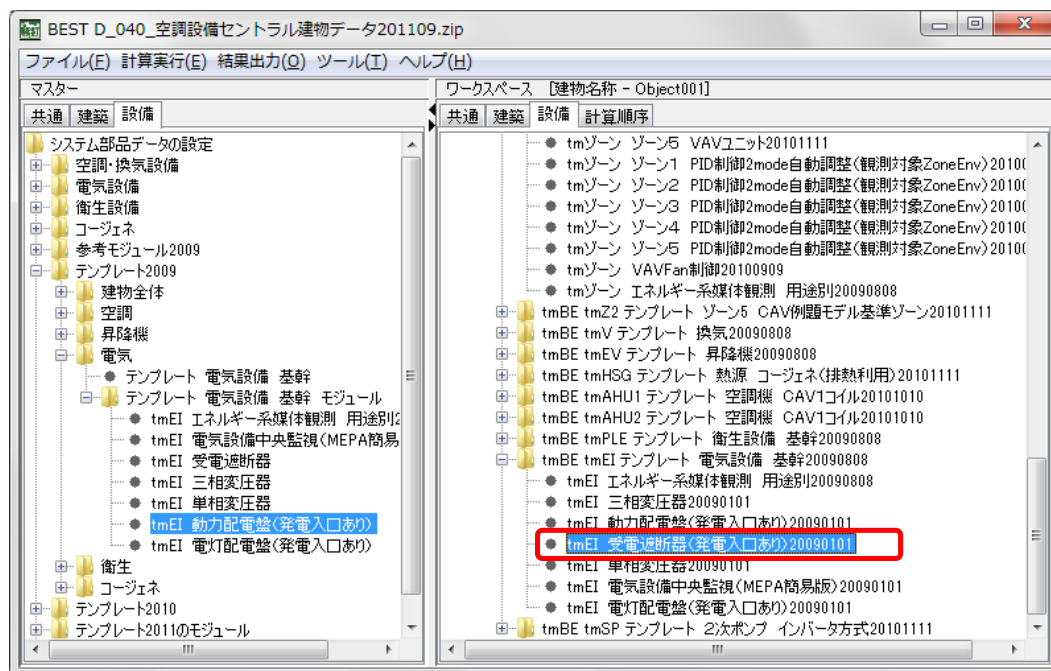 BEST D_040_空調設備セントラル建物データ201109.zip
ファイル(F) 計算実行(E) 結果出力(O) ツール(T) ヘルプ(H)
マスター
共通 建築 設備
システム部品データの設定
空調・換気設備
電気設備
衛生設備
コージェネ
参考モジュール2009
テンプレート2009
建物全体
空調
昇降機
電気
テンプレート 電気設備 基幹
テンプレート 電気設備 基幹 モジュール
tmEI エネルギー系媒体観測 用途別2
tmEI 電気設備中央監視(MEPA簡易
tmEI 受電遮断器
tmEI 三相変圧器
tmEI 単相変圧器
tmEI 動力配電盤(発電入口あり)
tmEI 電灯配電盤(発電入口あり)
衛生
コージェネ
テンプレート2010
テンプレート2011のモジュール
ワークスペース [建物名称 - Object001]
共通 建築 設備 計算順序
tmゾーン ゾーン5 VAVユニット20101111
tmゾーン ゾーン1 PID制御2mode自動調整(観測対象ZoneEnv)20100
tmゾーン ゾーン2 PID制御2mode自動調整(観測対象ZoneEnv)20100
tmゾーン ゾーン3 PID制御2mode自動調整(観測対象ZoneEnv)20100
tmゾーン ゾーン4 PID制御2mode自動調整(観測対象ZoneEnv)20100
tmゾーン ゾーン5 PID制御2mode自動調整(観測対象ZoneEnv)20100
tmゾーン VAVFan制御20100909
tmゾーン エネルギー系媒体観測 用途別20090808
tmBE tmZ2 テンプレート ゾーン5 CAV例題モデル基準ゾーン20101111
tmBE tmV テンプレート 換気20090808
tmBE tmEV テンプレート 昇降機20090808
tmBE tmHSG テンプレート 熱源 コージェネ(排熱利用)20101111
tmBE tmAHU1 テンプレート 空調機 CAV1コイル20101010
tmBE tmAHU2 テンプレート 空調機 CAV1コイル20101010
tmBE tmPLE テンプレート 衛生設備 基幹20090808
tmBE tmEI テンプレート 電気設備 基幹20090808
tmEI エネルギー系媒体観測 用途別20090808
tmEI 三相変圧器20090101
tmEI 動力配電盤(発電入口あり)20090101
tmEI 受電遮断器(発電入口あり)20090101
tmEI 単相変圧器20090101
tmEI 電気設備中央監視(MEPA簡易版)20090101
tmEI 電灯配電盤(発電入口あり)20090101
tmBE tmSP テンプレート 2次ポンプ インバータ方式20101111